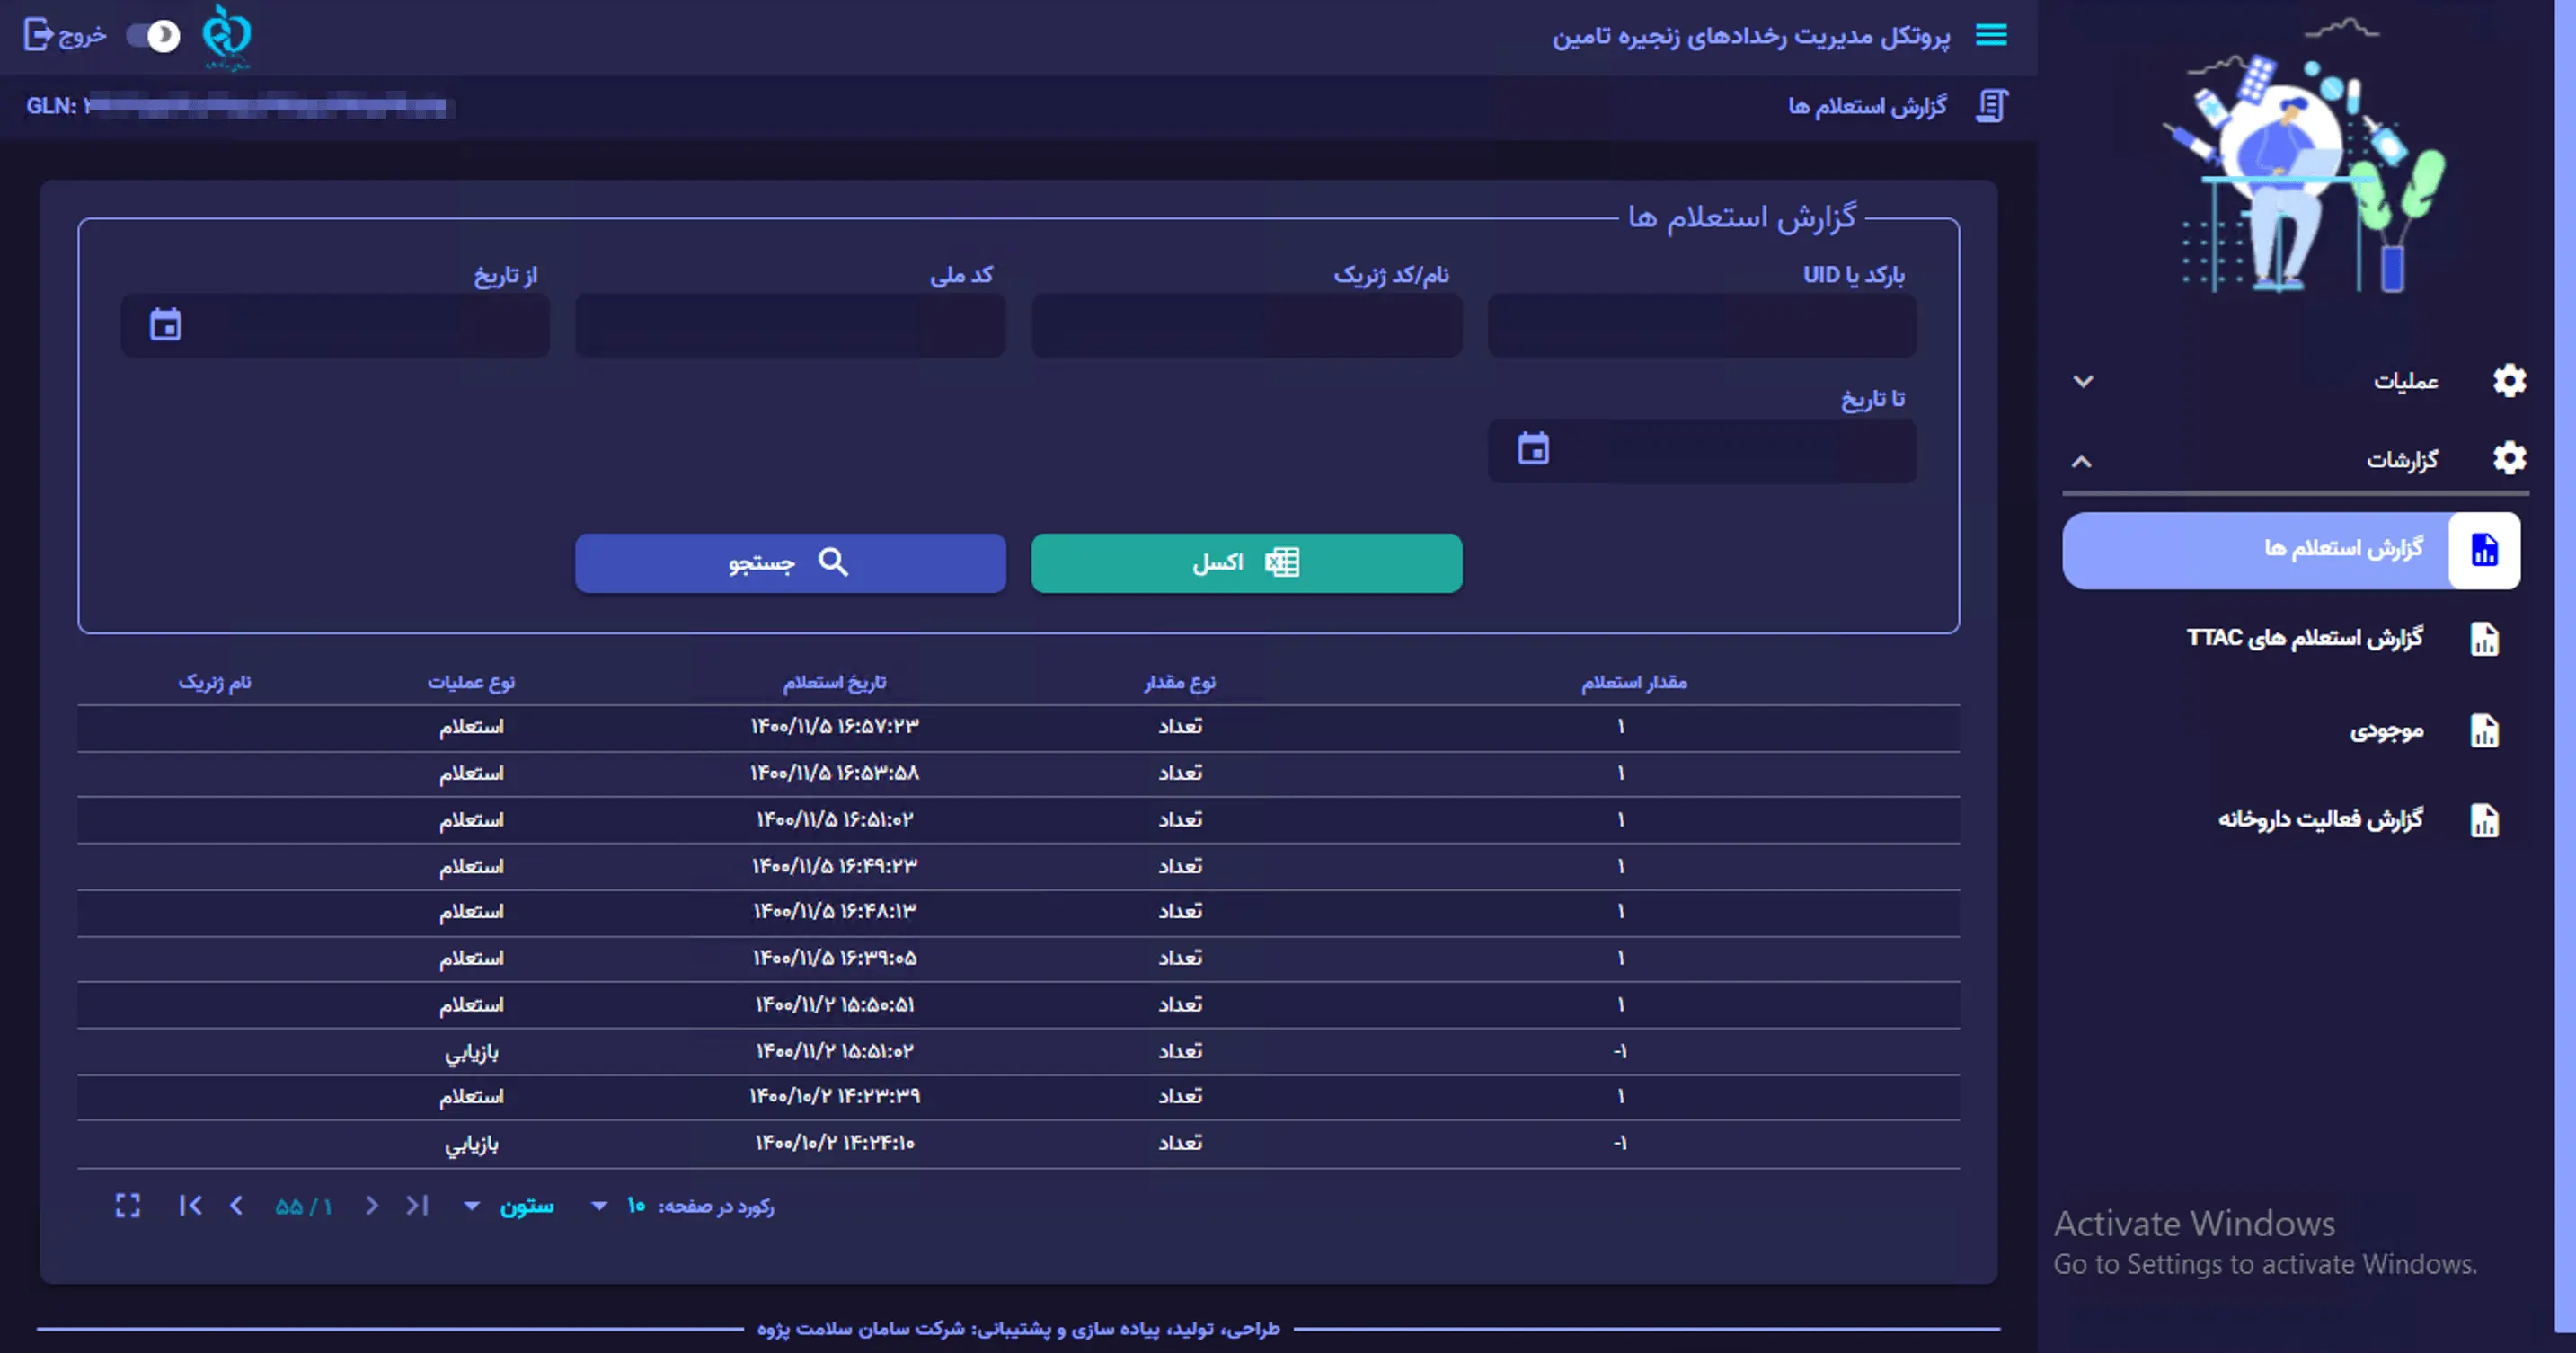 پروتکل مدیریت رخدادهای زنجیره تامین
خروج
گزارش استعلام ها
GLN:
عملیات
گزارشات
گزارش استعلام ها
گزارش استعلام های TTAC
موجودی
گزارش فعالیت داروخانه
گزارش استعلام ها
بارکد یا UID
نام/کد ژنریک
کد ملی
از تاریخ
تا تاریخ
اکسل
جستجو
مقدار استعلام نوع مقدار تاریخ استعلام نوع عملیات نام ژنریک
۱ تعداد ۱۴۰۰/۱۱/۵ ۱۶:۵۷:۲۳ استعلام
۱ تعداد ۱۴۰۰/۱۱/۵ ۱۶:۵۳:۵۸ استعلام
۱ تعداد ۱۴۰۰/۱۱/۵ ۱۶:۵۱:۰۲ استعلام
۱ تعداد ۱۴۰۰/۱۱/۵ ۱۶:۴۹:۲۳ استعلام
۱ تعداد ۱۴۰۰/۱۱/۵ ۱۶:۴۸:۱۳ استعلام
۱ تعداد ۱۴۰۰/۱۱/۵ ۱۶:۳۹:۰۵ استعلام
۱ تعداد ۱۴۰۰/۱۱/۲ ۱۵:۵۰:۵۱ استعلام
-۱ تعداد ۱۴۰۰/۱۱/۲ ۱۵:۵۱:۰۲ بازيابي
۱ تعداد ۱۴۰۰/۱۰/۲ ۱۴:۲۳:۳۹ استعلام
-۱ تعداد ۱۴۰۰/۱۰/۲ ۱۴:۲۴:۱۰ بازيابي
رکورد در صفحه: ۱۰ ستون ۱ / ۵۵
طراحی، تولید، پیاده سازی و پشتیبانی: شرکت سامان سلامت پژوه
Activate Windows
Go to Settings to activate Windows.